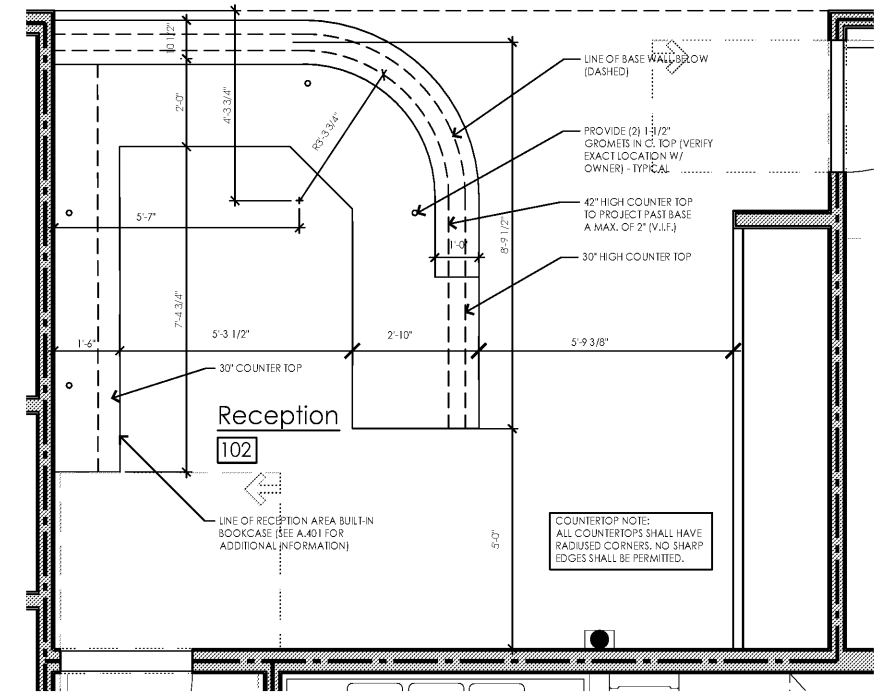 10 1/2"
2'-0"
4'-3 3/4"
R3'-3 3/4"
LINE OF BASE WALL BELOW
(DASHED)
PROVIDE (2) 1-1/2"
GROMETS IN C. TOP (VERIFY
EXACT LOCATION W/
OWNER) - TYPICAL
42" HIGH COUNTER TOP
TO PROJECT PAST BASE
A MAX. OF 2" (V.I.F.)
5'-7"
8'-9 1/2"
1'-0"
30" HIGH COUNTER TOP
7'-4 3/4"
1'-6"
5'-3 1/2"
2'-10"
5'-9 3/8"
30" COUNTER TOP
Reception
102
LINE OF RECEPTION AREA BUILT-IN
BOOKCASE (SEE A.401 FOR
ADDITIONAL INFORMATION)
5'-0"
COUNTERTOP NOTE:
ALL COUNTERTOPS SHALL HAVE
RADIUSED CORNERS. NO SHARP
EDGES SHALL BE PERMITTED.